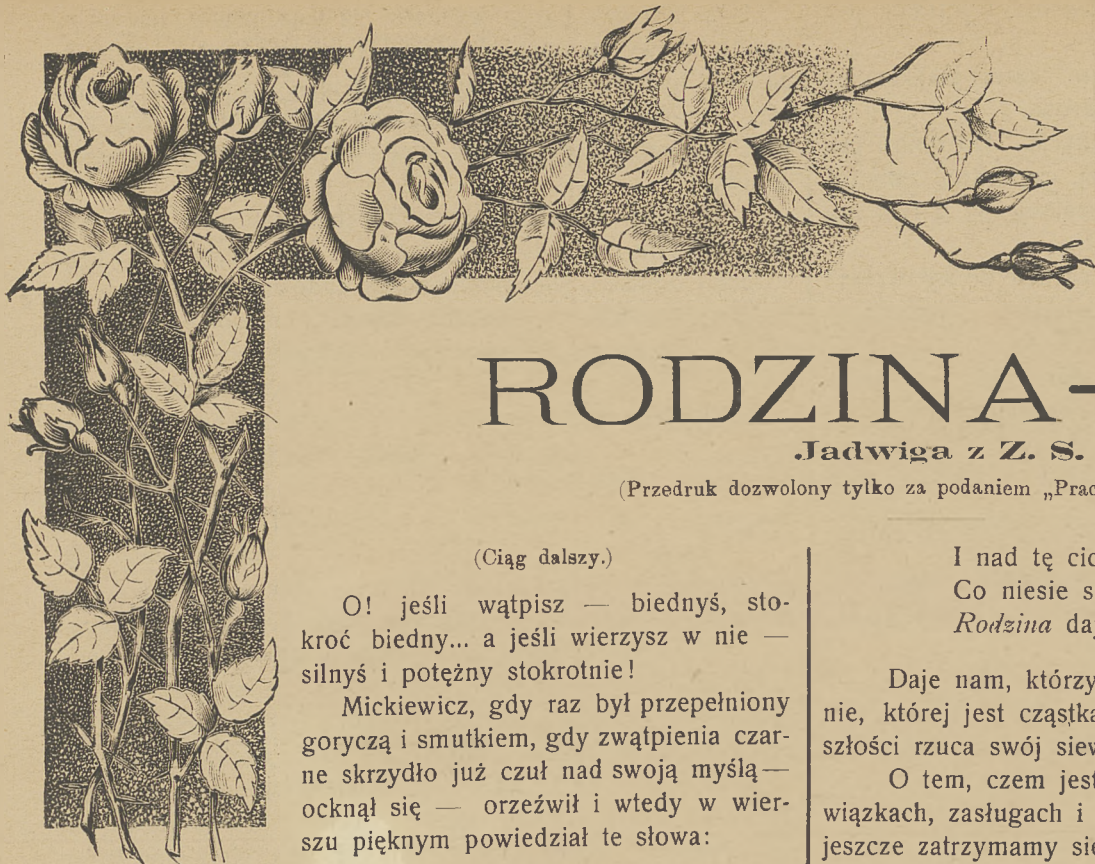 RODZINA-
Jadwiga z Z. S.
(Przedruk dozwolony tylko za podaniem „Prac
(Ciąg dalszy.)
O! jeśli wątpisz — biednyś, sto-
kroć biedny... a jeśli wierzysz w nie —
silnyś i potężny stokrotnie!
Mickiewicz, gdy raz był przepełniony
goryczą i smutkiem, gdy zwątpienia czar-
ne skrzydło już czuł nad swoją myślą—
ocknął się — orzeźwił i wtedy w wier-
szu pięknym powiedział te słowa:
I nad tę cic
Co niesie s
Rodzina daj
Daje nam, którzy
nie, której jest cząstka
szłości rzuca swój siew
O tem, czem jest
wiązkach, zasługach i
jeszcze zatrzymamy się